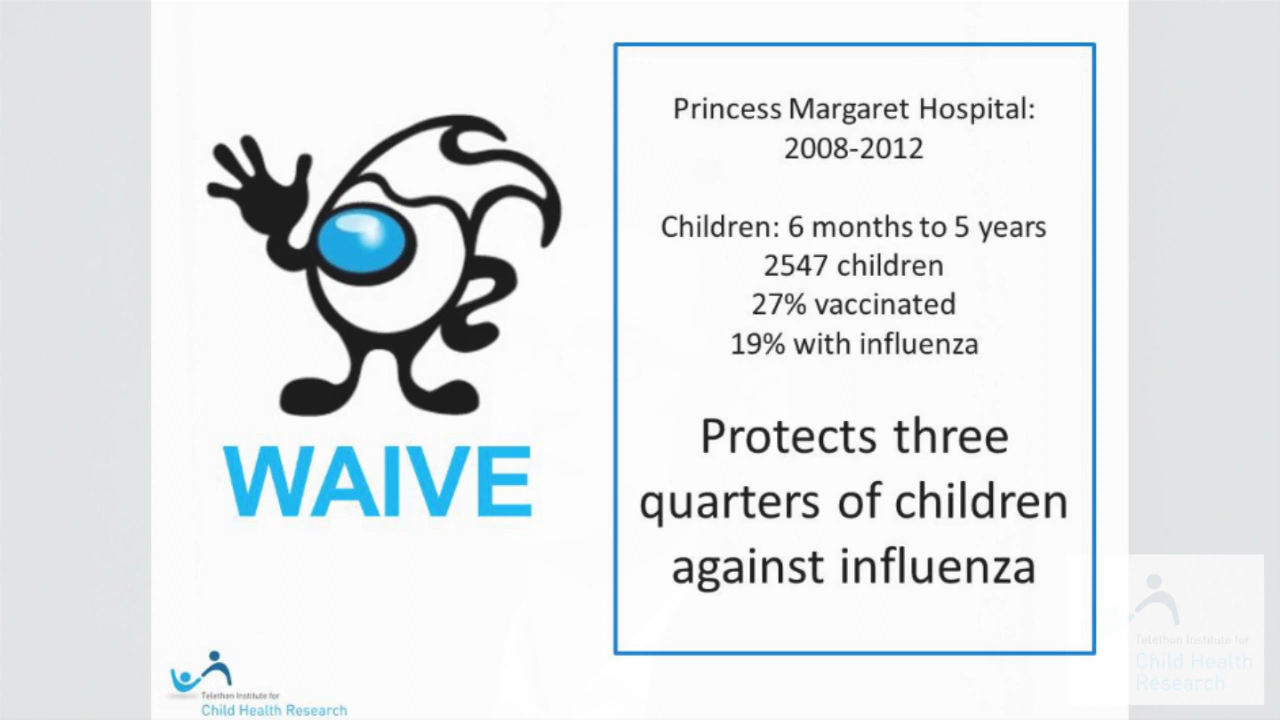 Princess Margaret Hospital:
2008-2012
Children: 6 months to 5 years
2547 children
27% vaccinated
19% with influenza
Protects three
quarters of children
against influenza
WAIVE
Telethon Institute for
Child Health Research
Telethon Institute for
Child Health
Research